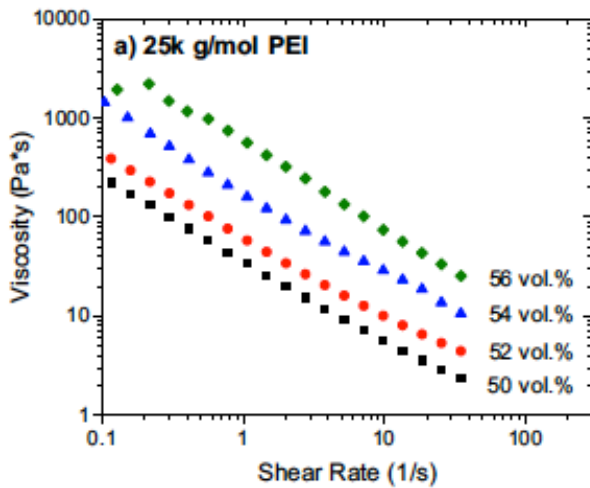 a) 25k g/mol PEI
Viscosity (Pa*s)
10000
1000
100
10
1
56 vol.%
54 vol.%
52 vol.%
50 vol.%
0.1
1
10
100
Shear Rate (1/s)